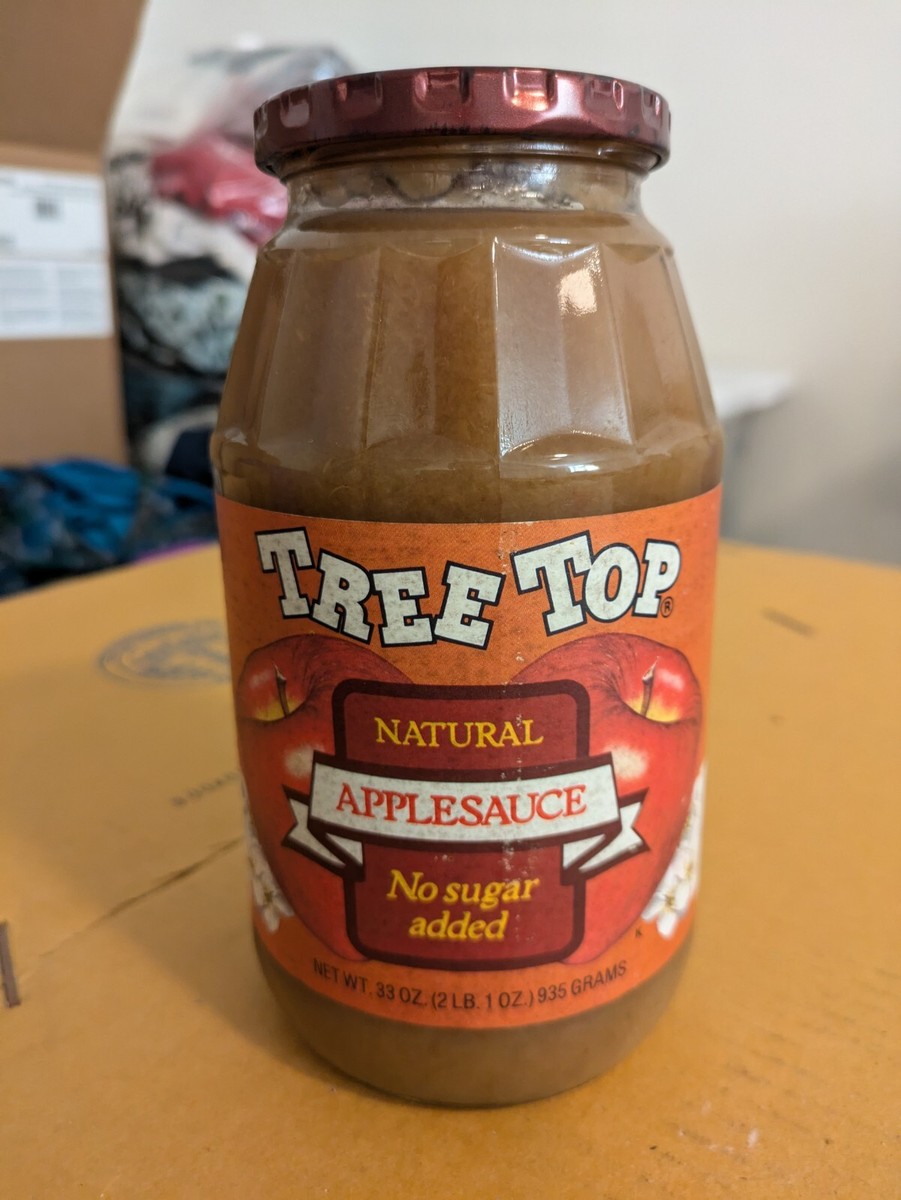 TREE TOP®
NATURAL
APPLESAUCE
No sugar
added
K
NET WT. 33 OZ. (2 LB. 1 OZ.) 935 GRAMS